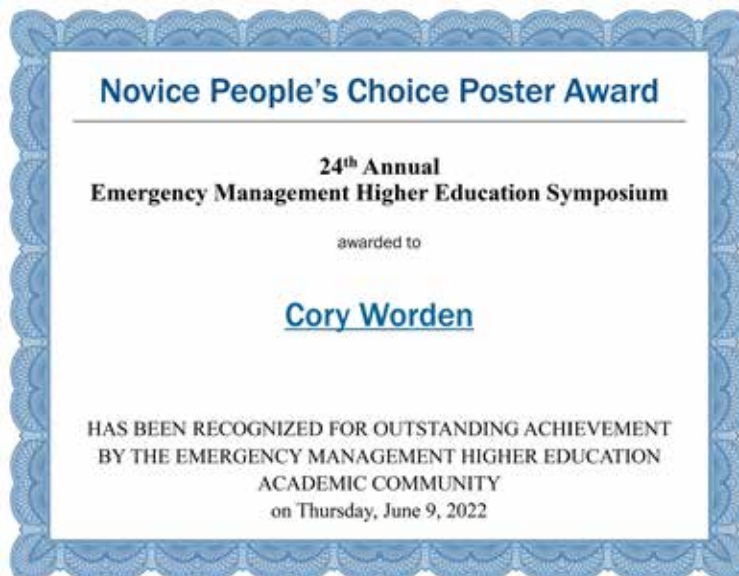 Novice People's Choice Poster Award
24th Annual
Emergency Management Higher Education Symposium
awarded to
Cory Worden
HAS BEEN RECOGNIZED FOR OUTSTANDING ACHIEVEMENT
BY THE EMERGENCY MANAGEMENT HIGHER EDUCATION
ACADEMIC COMMUNITY
on Thursday, June 9, 2022